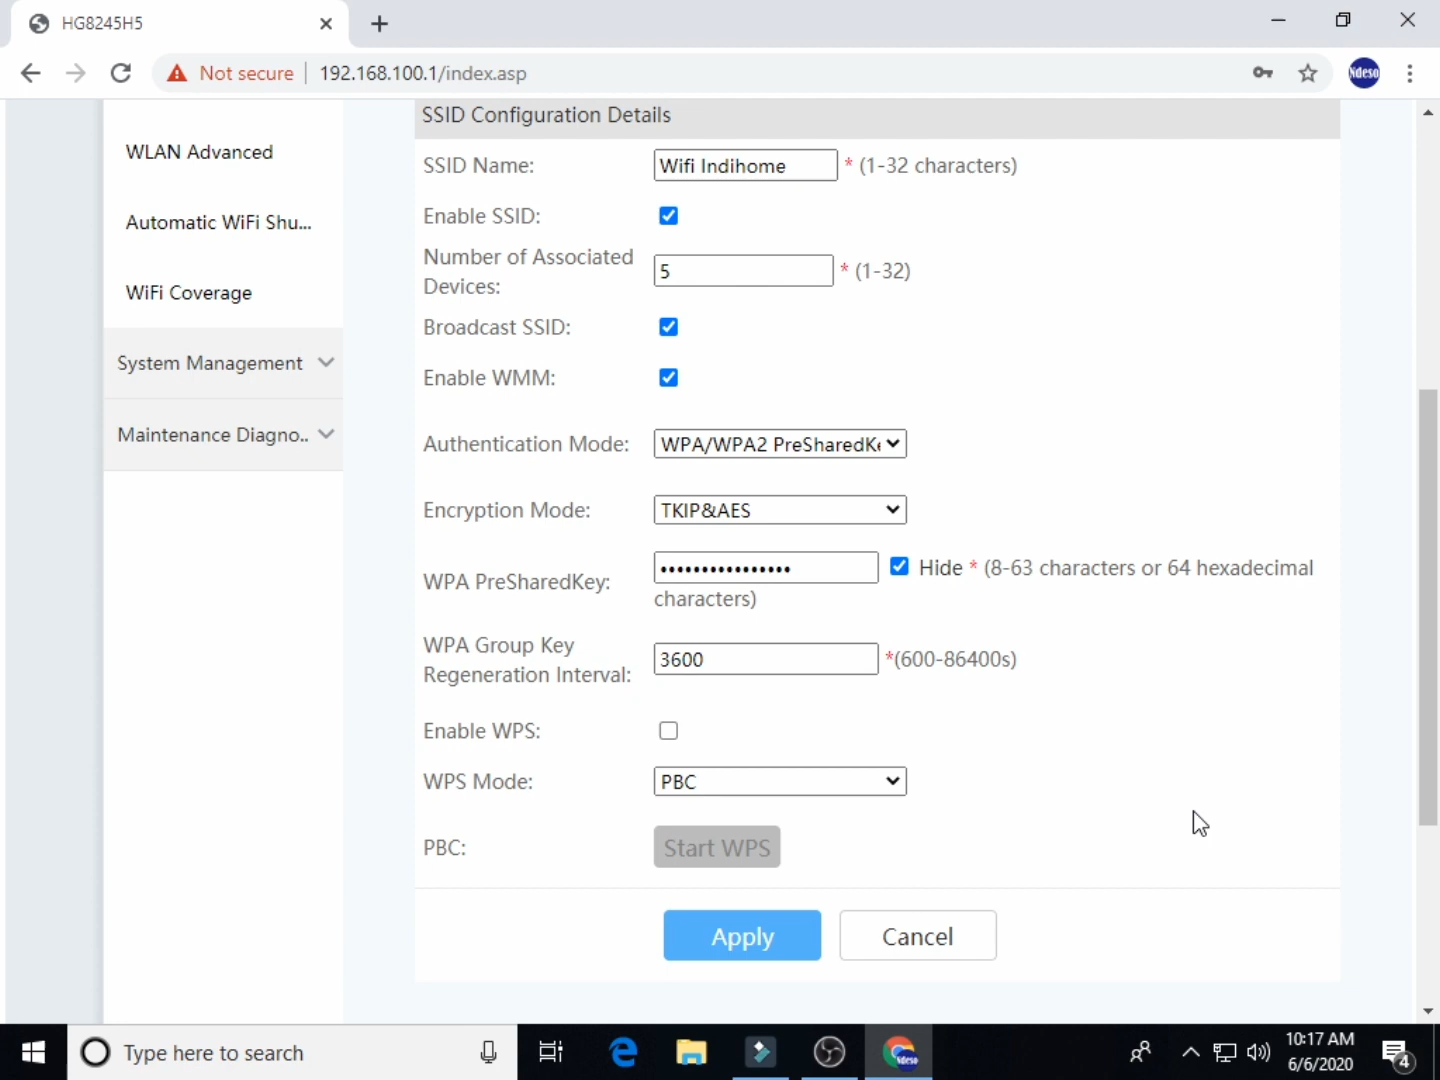 HG8245H5
Not secure
192.168.100.1/index.asp
Ndeso
SSID Configuration Details
WLAN Advanced
SSID Name:
Wifi Indihome
* (1-32 characters)
Automatic WiFi Shu...
Enable SSID:
Number of Associated
Devices:
5
* (1-32)
WiFi Coverage
Broadcast SSID:
System Management
Enable WMM:
Maintenance Diagno..
Authentication Mode:
WPA/WPA2 PreSharedKe
Encryption Mode:
TKIP&AES
WPA PreSharedKey:
••••••••••••••••
Hide * (8-63 characters or 64 hexadecimal
characters)
WPA Group Key
Regeneration Interval:
3600
*(600-86400s)
Enable WPS:
WPS Mode:
PBC
PBC:
Start WPS
Apply
Cancel
Type here to search
Ndeso
10:17 AM
6/6/2020
4